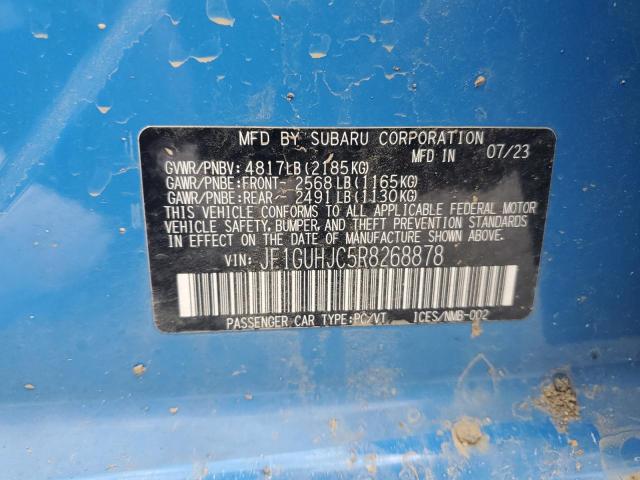 MFD BY SUBARU CORPORATION
MFD IN 07/23
GVWR/PNBV: 4817LB(2185KG)
GAWR/PNBE:FRONT- 2568LB(1165KG)
GAWR/PNBE:REAR - 2491LB(1130KG)
THIS VEHICLE CONFORMS TO ALL APPLICABLE FEDERAL MOTOR
VEHICLE SAFETY, BUMPER, AND THEFT PREVENTION STANDARDS
IN EFFECT ON THE DATE OF MANUFACTURE SHOWN ABOVE.
VIN: JF1GUHJC5R8268878
PASSENGER CAR TYPE:PC/VT ICES/NMB-002